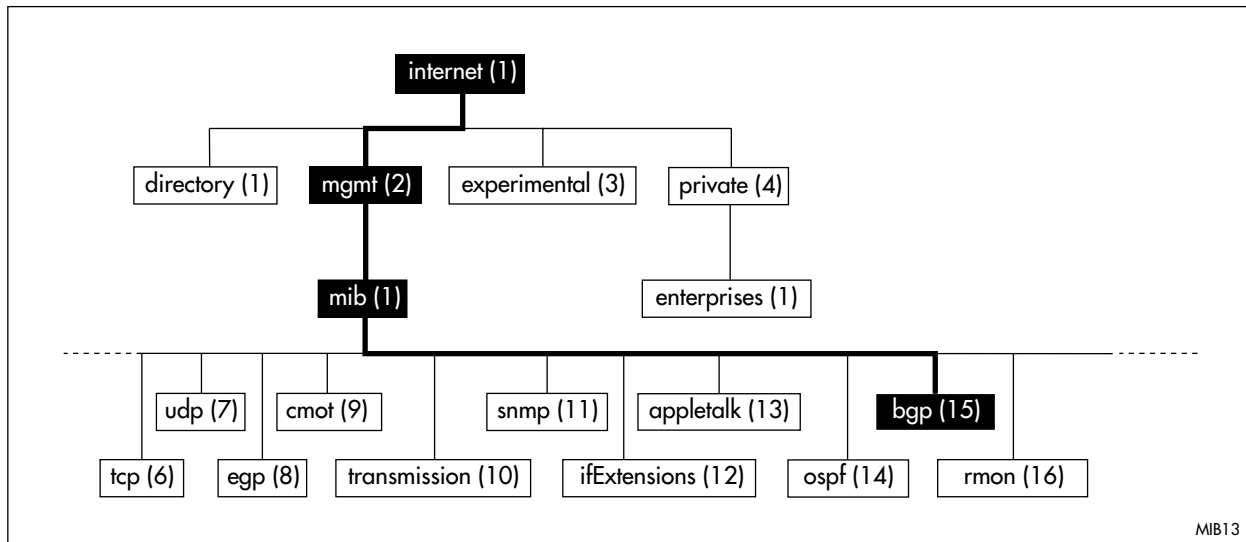 internet (1)
directory (1)
mgmt (2)
experimental (3)
private (4)
mib (1)
enterprises (1)
udp (7)
cmot (9)
snmp (11)
appletalk (13)
bgp (15)
tcp (6)
egp (8)
transmission (10)
ifExtensions (12)
ospf (14)
rmon (16)
MIB13